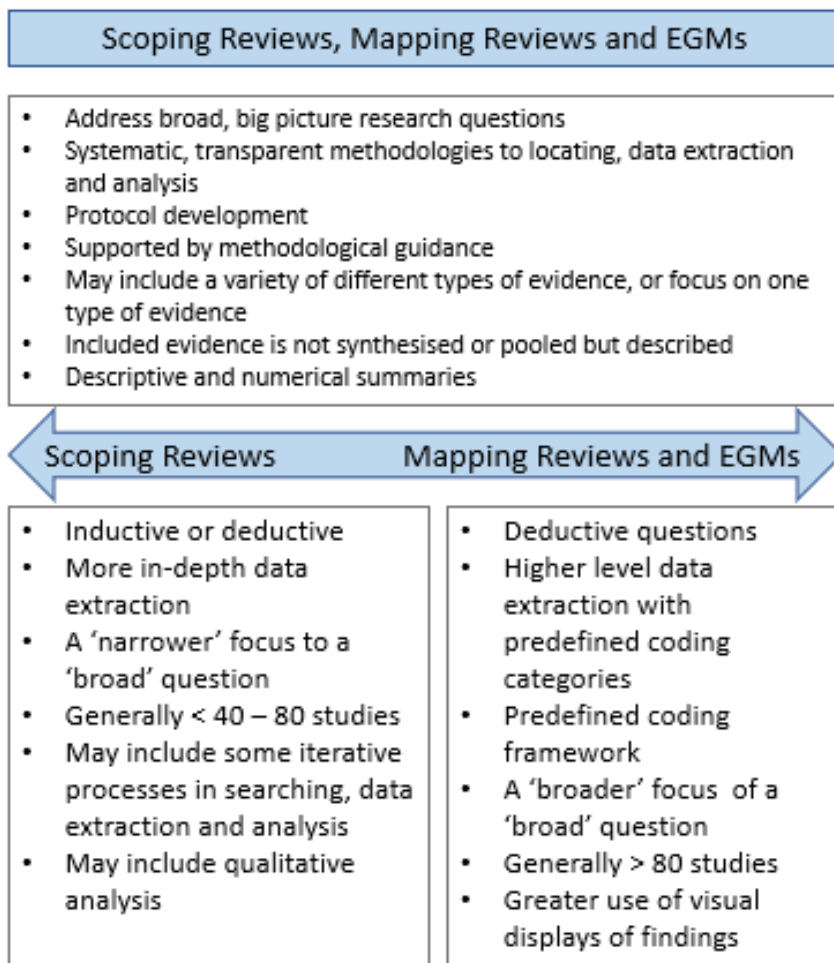 Scoping Reviews, Mapping Reviews and EGMs
• Address broad, big picture research questions
• Systematic, transparent methodologies to locating, data extraction
and analysis
• Protocol development
• Supported by methodological guidance
• May include a variety of different types of evidence, or focus on one
type of evidence
• Included evidence is not synthesised or pooled but described
• Descriptive and numerical summaries
Scoping Reviews
Mapping Reviews and EGMs
• Inductive or deductive
• More in-depth data
extraction
• A ‘narrower’ focus to a
‘broad’ question
• Generally < 40 – 80 studies
• May include some iterative
processes in searching, data
extraction and analysis
• May include qualitative
analysis
• Deductive questions
• Higher level data
extraction with
predefined coding
categories
• Predefined coding
framework
• A ‘broader’ focus of a
‘broad’ question
• Generally > 80 studies
• Greater use of visual
displays of findings